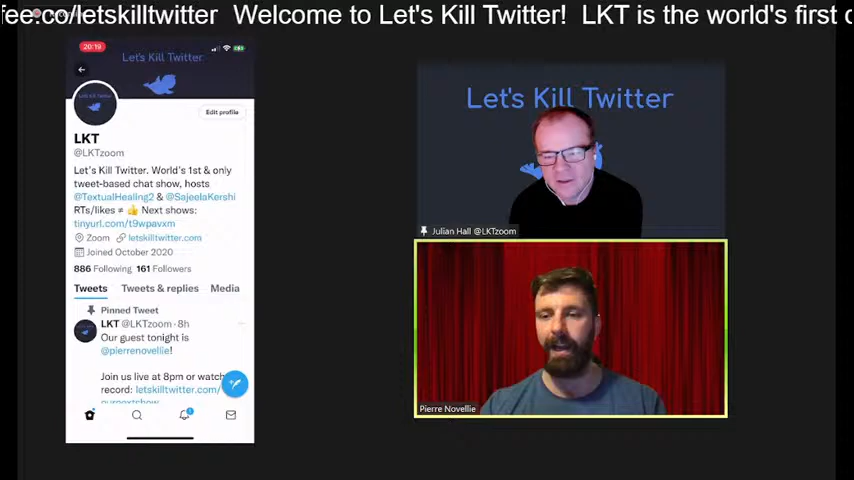 fee.co/letskilltwitter Welcome to Let's Kill Twitter! LKT is the world's first
20:19
Let's Kill Twitter
Edit profile
LKT
@LKTzoom
Let's Kill Twitter. World's 1st & only
tweet-based chat show, hosts
@TextualHealing2 & @SajeelaKershi
RTs/likes ≠ 👍 Next shows:
tinyurl.com/t9wpavxm
Zoom letskilltwitter.com
Joined October 2020
886 Following 161 Followers
Tweets Tweets & replies Media
Pinned Tweet
LKT @LKTzoom · 8h
Our guest tonight is
@pierrenovellie!
Join us live at 8pm or watch
record: letskilltwitter.com/
ournextshow
Let's Kill Twitter
Julian Hall @LKTzoom
Pierre Novellie